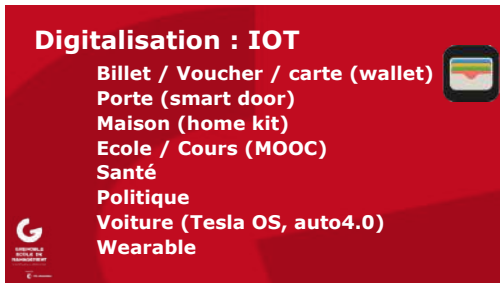 Digitalisation : IOT
Billet / Voucher / carte (wallet)
Porte (smart door)
Maison (home kit)
Ecole / Cours (MOOC)
Santé
Politique
Voiture (Tesla OS, auto4.0)
Wearable
GRENOBLE
ECOLE DE
MANAGEMENT